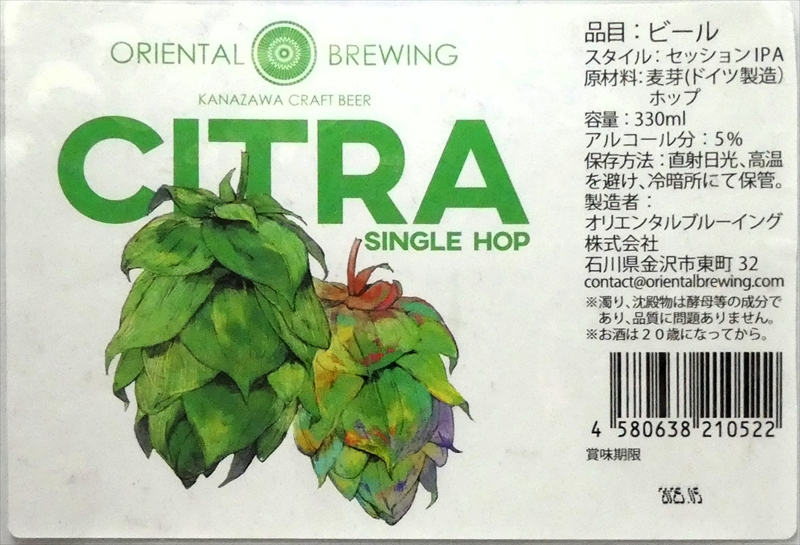 ORIENTAL BREWING
KANAZAWA CRAFT BEER
CITRA
SINGLE HOP
品目：ビール
スタイル：セッションIPA
原材料：麦芽（ドイツ製造）
ホップ
容量：330ml
アルコール分：5%
保存方法：直射日光、高温
を避け、冷暗所にて保管。
製造者：
オリエンタルブルーイング
株式会社
石川県金沢市東町 32
contact@orientalbrewing.com
※濁り、沈殿物は酵母等の成分で
あり、品質に問題ありません。
※お酒は２０歳になってから。
4 580638 210522
賞味期限
2025.05